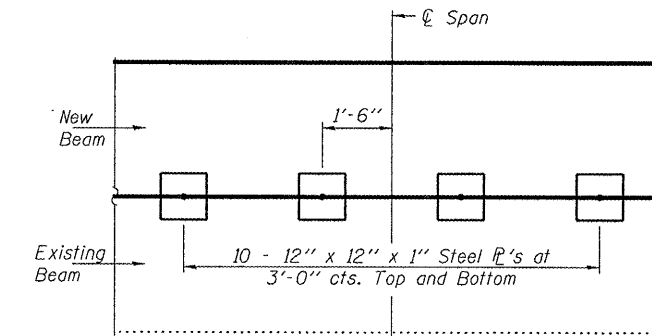 ℄ Span
New
Beam
1'-6"
Existing
Beam
10 - 12" x 12" x 1" Steel ℞'s at
3'-0" cts. Top and Bottom